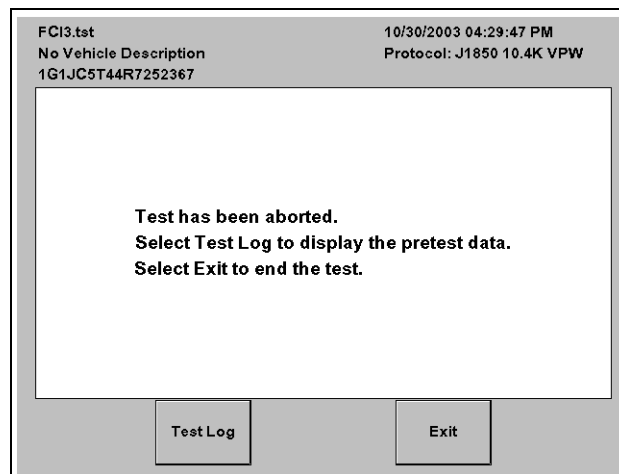 FCI3.tst
10/30/2003 04:29:47 PM
No Vehicle Description
Protocol: J1850 10.4K VPW
1G1JC5T44R7252367
Test has been aborted.
Select Test Log to display the pretest data.
Select Exit to end the test.
Test Log
Exit